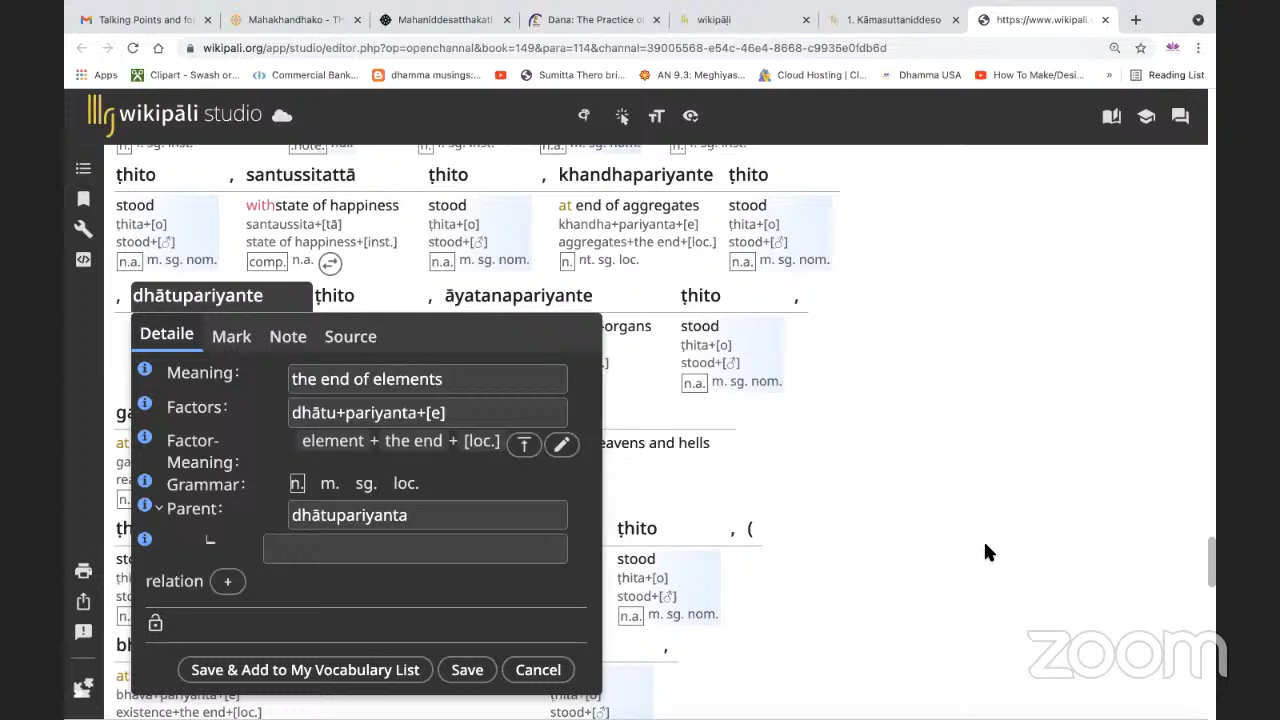 Talking Points and fo
Mahakhandhako - Th
Mahaniddesatthakath
Dana: The Practice o
wikipāḷi
1. Kāmasuttaniddeso
https://www.wikipali.
wikipali.org/app/studio/editor.php?op=openchannel&book=149&para=114&channel=39005568-e54c-46e4-8668-c9935e0fdb6d
Apps
Clipart - Swash or...
Commercial Bank...
dhamma musings:...
Sumitta Thero bri...
AN 9.3: Meghiyas...
Cloud Hosting | Cl...
Dhamma USA
How To Make/Desi...
»
Reading List
wikipāli studio
ṭhito , santussitattā ṭhito , khandhapariyante ṭhito
stood withstate of happiness stood at end of aggregates stood
ṭhita+[o] santaussita+[tā] ṭhita+[o] khandha+pariyanta+[e] ṭhita+[o]
stood+[♂] state of happiness+[inst.] stood+[♂] aggregates+the end+[loc.] stood+[♂]
n.a. m. sg. nom. comp. n.a. n.a. m. sg. nom. n. nt. sg. loc. n.a. m. sg. nom.
, dhātupariyante ṭhito , āyatanapariyante ṭhito ,
-organs stood
ṭhita+[o]
stood+[♂]
n.a. m. sg. nom.
Detaile Mark Note Source
Meaning: the end of elements
Factors: dhātu+pariyanta+[e]
Factor-Meaning: element + the end + [loc.]
Grammar: n. m. sg. loc.
Parent: dhātupariyanta
relation +
Save & Add to My Vocabulary List Save Cancel
at
eavens and hells
ṭhito , (
stood
ṭhita+[o]
stood+[♂]
n.a. m. sg. nom.
,
at
bhava+pariyanta+[e] ṭhita+[o]
existence+the end+[loc.] stood+[♂]
zoom